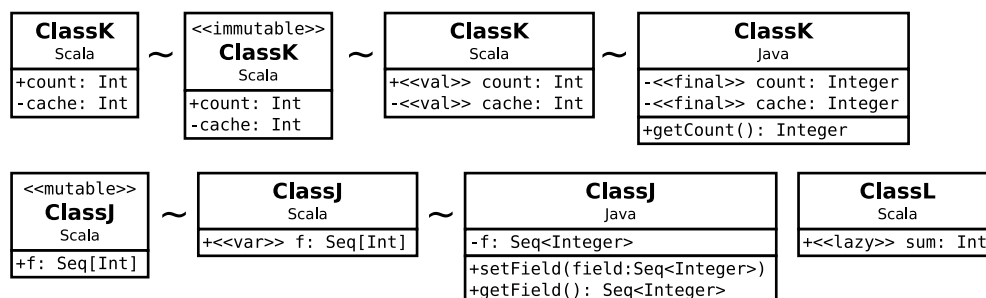 ClassK
Scala
+count: Int
-cache: Int
~
<<immutable>>
ClassK
Scala
+count: Int
-cache: Int
~
ClassK
Scala
+<<val>> count: Int
-<<val>> cache: Int
~
ClassK
Java
-<<final>> count: Integer
-<<final>> cache: Integer
+getCount(): Integer
<<mutable>>
ClassJ
Scala
+f: Seq[Int]
~
ClassJ
Scala
+<<var>> f: Seq[Int]
~
ClassJ
Java
-f: Seq<Integer>
+setField(field:Seq<Integer>)
+getField(): Seq<Integer>
ClassL
Scala
+<<lazy>> sum: Int